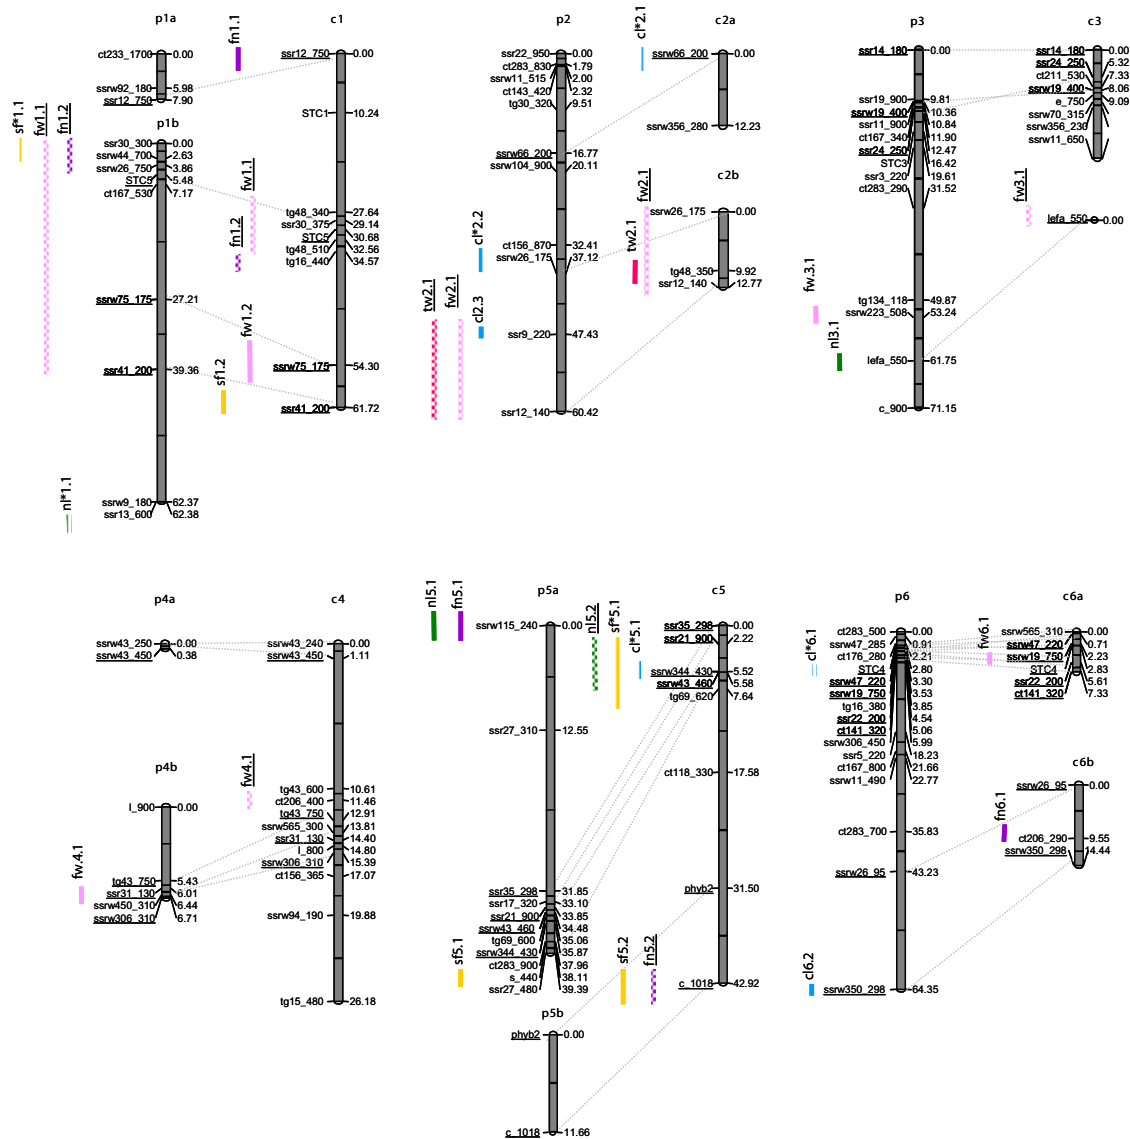 p1a
ct233_1700 0.00
ssrw92_180 5.98
ssr12_750 7.90
p1b
ssr30_300 0.00
ssrw44_700 2.63
ssrw26_750 3.86
STC5 5.48
ct167_530 7.17
ssrw75_175 27.21
ssr41_200 39.36
ssrw9_180 62.37
ssr13_600 62.38
sf*1.1
fw1.1
fn1.2
nl*1.1
c1
fn1.1
ssr12_750 0.00
STC1 10.24
tg48_340 27.64
ssr30_375 29.14
STC5 30.68
tg48_510 32.56
tg16_440 34.57
ssrw75_175 54.30
ssr41_200 61.72
fw1.1
fn1.2
fw1.2
sf1.2
p2
ssr22_950 0.00
ct283_830 1.79
ssrw11_515 2.00
ct143_420 2.32
tg30_320 9.51
ssrw66_200 16.77
ssrw104_900 20.11
ct156_870 32.41
ssrw26_175 37.12
ssr9_220 47.43
ssr12_140 60.42
cl*2.2
cl2.3
tw2.1
fw2.1
c2a
cl*2.1
ssrw66_200 0.00
ssrw356_280 12.23
c2b
ssrw26_175 0.00
tg48_350 9.92
ssr12_140 12.77
tw2.1
fw2.1
p3
ssr14_180 0.00
ssr19_900 9.81
ssrw19_400 10.36
ssr11_900 10.84
ct167_340 11.90
ssr24_250 12.47
STC3 16.42
ssr3_220 19.61
ct283_290 31.52
tg134_118 49.87
ssrw223_508 53.24
lefa_550 61.75
c_900 71.15
fw.3.1
nl3.1
c3
ssr14_180 0.00
ssr24_250 5.32
ct211_530 7.33
ssrw19_400 8.06
e_750 9.09
ssrw70_315
ssrw356_230
ssrw11_650
fw3.1
lefa_550 0.00
p4a
ssrw43_250 0.00
ssrw43_450 0.38
p4b
l_900 0.00
tg43_750 5.43
ssr31_130 6.01
ssrw450_310 6.44
ssrw306_310 6.71
fw.4.1
c4
ssrw43_240 0.00
ssrw43_450 1.11
tg43_600 10.61
ct206_400 11.46
tg43_750 12.91
ssrw565_300 13.81
ssr31_130 14.40
l_800 14.80
ssrw306_310 15.39
ct156_365 17.07
ssrw94_190 19.88
tg15_480 26.18
fw4.1
p5a
nl5.1
fn5.1
ssrw115_240 0.00
ssr27_310 12.55
ssr35_298 31.85
ssr17_320 33.10
ssr21_900 33.85
ssrw43_460 34.48
tg69_600 35.06
ssrw344_430 35.87
ct283_900 37.96
s_440 38.11
ssr27_480 39.39
sf5.1
p5b
phyb2 0.00
c_1018 11.66
c5
nl5.2
sf*5.1
cl*5.1
ssr35_298 0.00
ssr21_900 2.22
ssrw344_430 5.52
ssrw43_460 5.58
tg69_620 7.64
ct118_330 17.58
phyb2 31.50
c_1018 42.92
sf5.2
fn5.2
p6
cl*6.1
ct283_500 0.00
ssrw47_285 0.91
ct176_280 2.21
STC4 2.80
ssrw47_220 3.30
ssrw19_750 3.53
tg16_380 3.85
ssr22_200 4.54
ct141_320 5.06
ssrw306_450 5.99
ssr5_220 18.23
ct167_800 21.66
ssrw11_490 22.77
ct283_700 35.83
ssrw26_95 43.23
ssrw350_298 64.35
cl6.2
c6a
fw6.1
ssrw565_310 0.00
ssrw47_220 0.71
ssrw19_750 2.23
STC4 2.83
ssr22_200 5.61
ct141_320 7.33
c6b
ssrw26_95 0.00
ct206_290 9.55
ssrw350_298 14.44
fn6.1